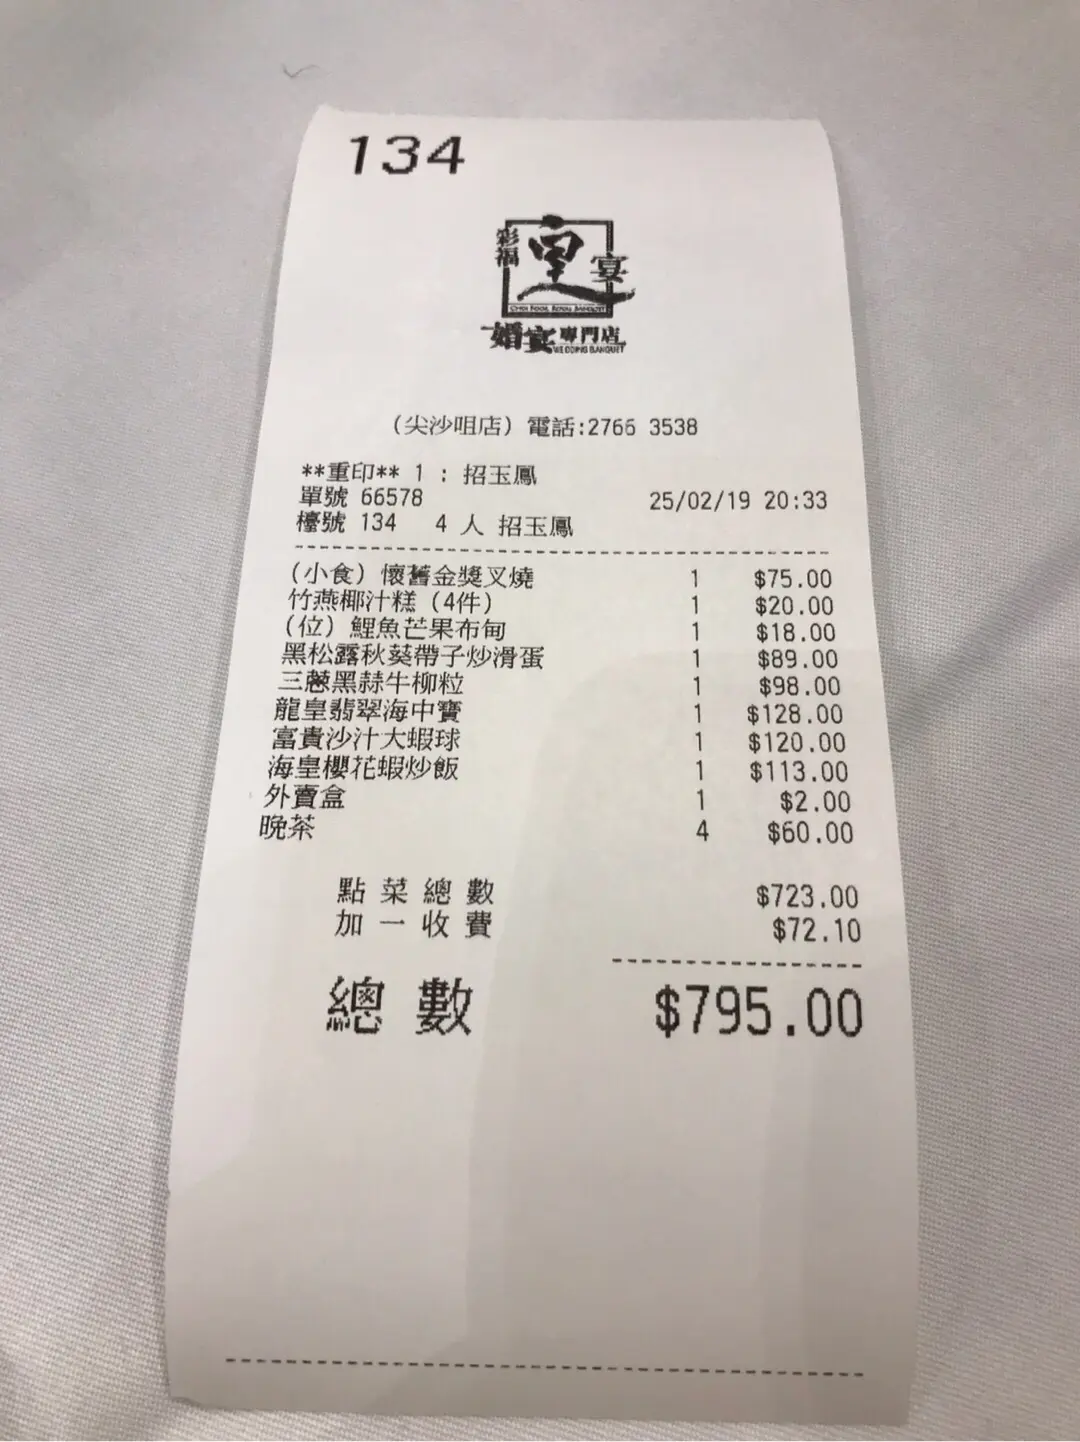 134
彩福
皇
宴
CHOI FOOK ROYAL BANQUET
婚宴專門店
WEDDING BANQUET
(尖沙咀店) 電話:2766 3538
**重印** 1 : 招玉鳳
單號 66578 25/02/19 20:33
檯號 134 4 人 招玉鳳
(小食) 懷舊金獎叉燒 1 $75.00
竹燕椰汁糕 (4件) 1 $20.00
(位) 鯉魚芒果布甸 1 $18.00
黑松露秋葵帶子炒滑蛋 1 $89.00
三蔥黑蒜牛柳粒 1 $98.00
龍皇翡翠海中寶 1 $128.00
富貴沙汁大蝦球 1 $120.00
海皇櫻花蝦炒飯 1 $113.00
外賣盒 1 $2.00
晚茶 4 $60.00
點菜總數 $723.00
加一收費 $72.10
總數 $795.00